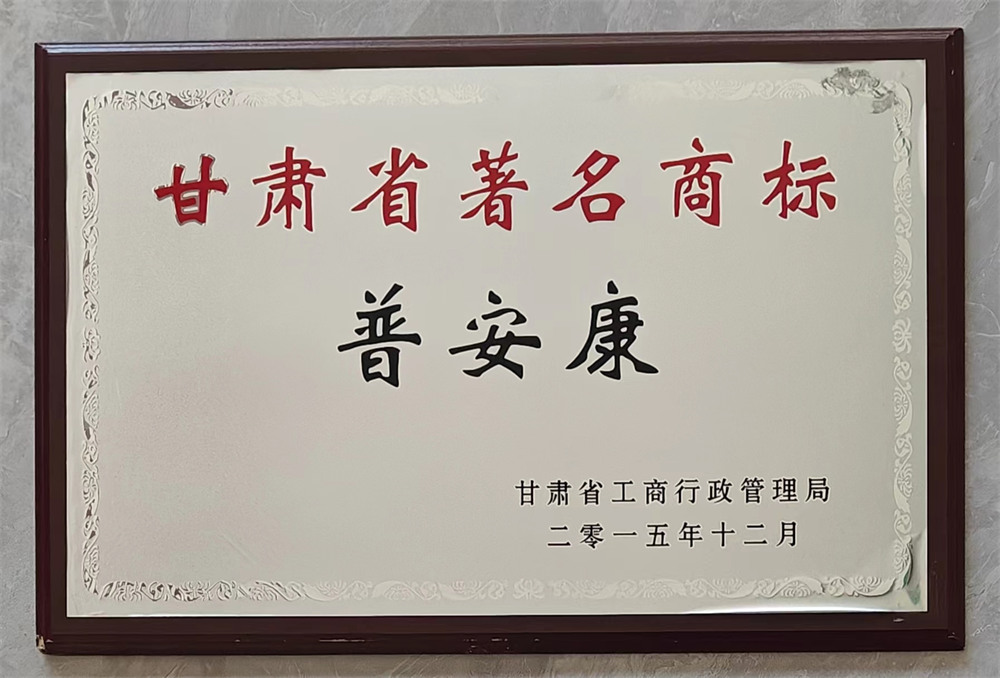 甘肃省著名商标
普安康
甘肃省工商行政管理局
二零一五年十二月